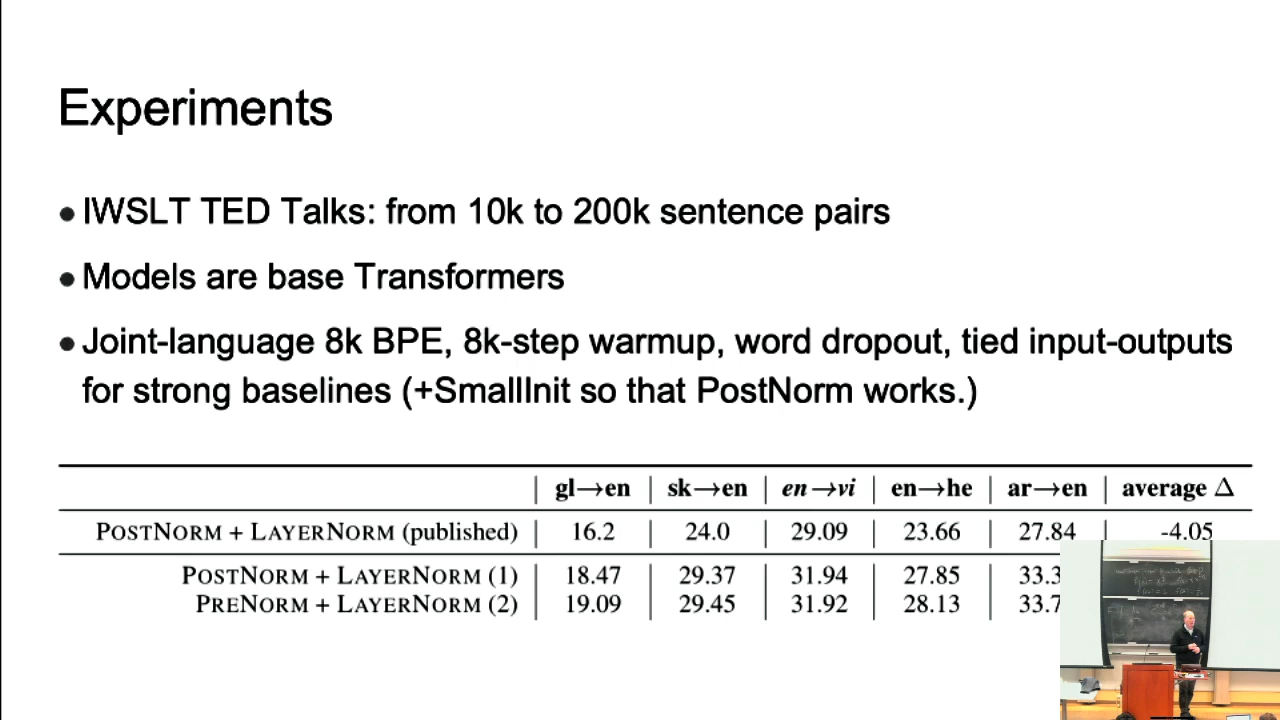 Experiments
• IWSLT TED Talks: from 10k to 200k sentence pairs
• Models are base Transformers
• Joint-language 8k BPE, 8k-step warmup, word dropout, tied input-outputs
for strong baselines (+SmallInit so that PostNorm works.)
| gl→en | sk→en | en→vi | en→he | ar→en | average Δ
POSTNORM + LAYERNORM (published) | 16.2 | 24.0 | 29.09 | 23.66 | 27.84 | -4.05
POSTNORM + LAYERNORM (1) | 18.47 | 29.37 | 31.94 | 27.85 | 33.3
PRENORM + LAYERNORM (2) | 19.09 | 29.45 | 31.92 | 28.13 | 33.7